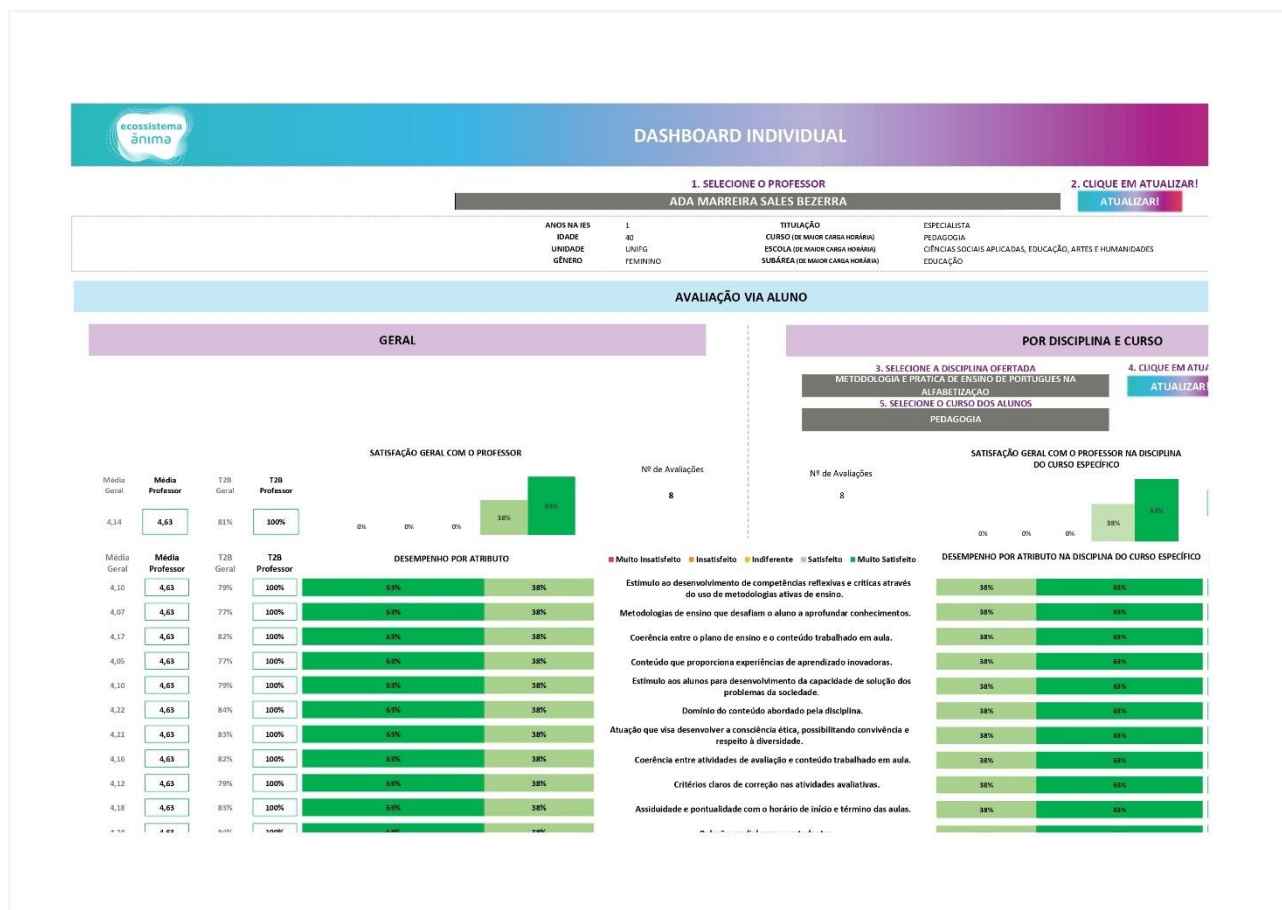 ecossistema
ănima
DASHBOARD INDIVIDUAL
1. SELECIONE O PROFESSOR
2. CLIQUE EM ATUALIZAR!
ADA MARREIRA SALES BEZERRA
ATUALIZAR!
ANOS NA IES 1 TITULAÇÃO ESPECIALISTA
IDADE 40 CURSO (DE MAIOR CARGA HORÁRIA) PEDAGOGIA
UNIDADE UNIFG ESCOLA (DE MAIOR CARGA HORÁRIA) CIÊNCIAS SOCIAIS APLICADAS, EDUCAÇÃO, ARTES E HUMANIDADES
GÊNERO FEMININO SUBÁREA (DE MAIOR CARGA HORÁRIA) EDUCAÇÃO
AVALIAÇÃO VIA ALUNO
GERAL
POR DISCIPLINA E CURSO
3. SELECIONE A DISCIPLINA OFERTADA
4. CLIQUE EM ATUA
METODOLOGIA E PRATICA DE ENSINO DE PORTUGUES NA
ALFABETIZAÇAO
ATUALIZAR!
5. SELECIONE O CURSO DOS ALUNOS
PEDAGOGIA
SATISFAÇÃO GERAL COM O PROFESSOR
Nº de Avaliações
8
Nº de Avaliações
8
SATISFAÇÃO GERAL COM O PROFESSOR NA DISCIPLINA
DO CURSO ESPECÍFICO
Média Geral Média Professor T2B Geral T2B Professor
4,14 4,63 81% 100%
0% 0% 0% 38% 63%
0% 0% 0% 38% 63%
Média Geral Média Professor T2B Geral T2B Professor
DESEMPENHO POR ATRIBUTO
Muito Insatisfeito Insatisfeito Indiferente Satisfeito Muito Satisfeito
DESEMPENHO POR ATRIBUTO NA DISCIPLNA DO CURSO ESPECÍFICO
4,10 4,63 79% 100% 63% 38% Estímulo ao desenvolvimento de competências reflexivas e críticas através
do uso de metodologias ativas de ensino. 38% 63%
4,07 4,63 77% 100% 63% 38% Metodologias de ensino que desafiam o aluno a aprofundar conhecimentos. 38% 63%
4,17 4,63 82% 100% 63% 38% Coerência entre o plano de ensino e o conteúdo trabalhado em aula. 38% 63%
4,05 4,63 77% 100% 63% 38% Conteúdo que proporciona experiências de aprendizado inovadoras. 38% 63%
4,10 4,63 79% 100% 63% 38% Estímulo aos alunos para desenvolvimento da capacidade de solução dos
problemas da sociedade. 38% 63%
4,22 4,63 84% 100% 63% 38% Domínio do conteúdo abordado pela disciplina. 38% 63%
4,21 4,63 83% 100% 63% 38% Atuação que visa desenvolver a consciência ética, possibilitando convivência e
respeito à diversidade. 38% 63%
4,16 4,63 82% 100% 63% 38% Coerência entre atividades de avaliação e conteúdo trabalhado em aula. 38% 63%
4,12 4,63 79% 100% 63% 38% Critérios claros de correção nas atividades avaliativas. 38% 63%
4,18 4,63 83% 100% 63% 38% Assiduidade e pontualidade com o horário de início e término das aulas. 38% 63%